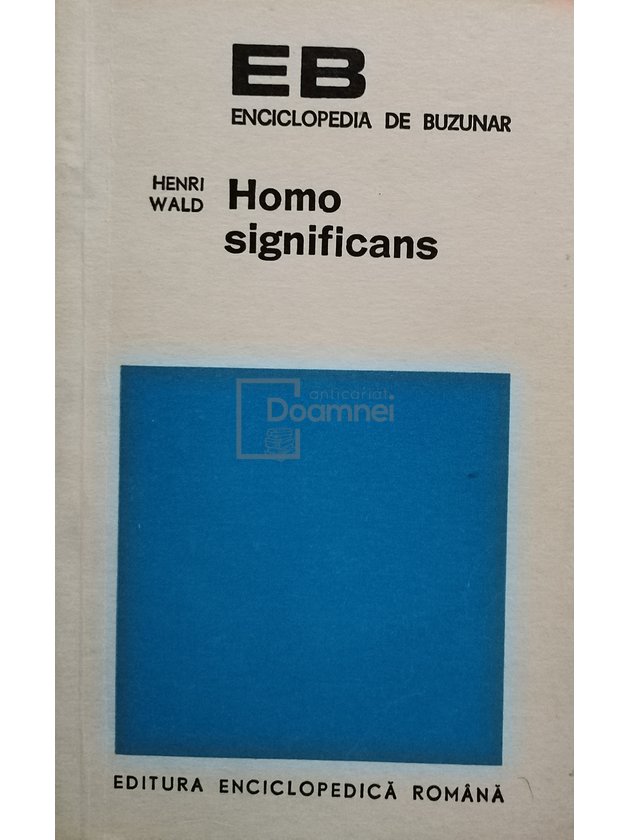 EB
ENCICLOPEDIA DE BUZUNAR
HENRI
WALD
Homo
significans
anticariat
Doamnei
EDITURA ENCICLOPEDICĂ ROMÂNĂ